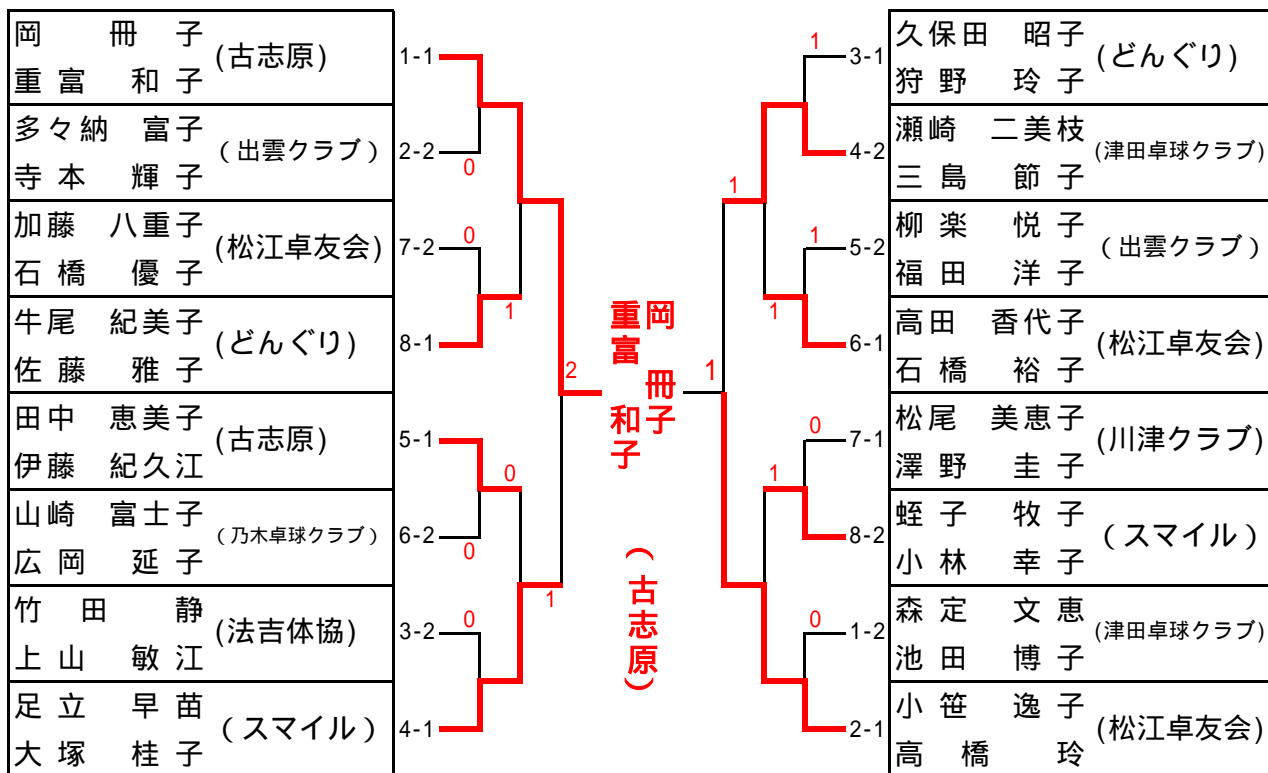 岡冊子
重富和子
(古志原)
1-1
多々納富子
寺本輝子
(出雲クラブ)
2-2
0
加藤八重子
石橋優子
(松江卓友会)
7-2
0
1
牛尾紀美子
佐藤雅子
(どんぐり)
8-1
2
田中恵美子
伊藤紀久江
(古志原)
5-1
0
山崎富士子
広岡延子
(乃木卓球クラブ)
6-2
0
1
竹田静
上山敏江
(法吉体協)
3-2
0
足立早苗
大塚桂子
(スマイル)
4-1
岡冊子
重富和子
(古志原)
久保田昭子
狩野玲子
(どんぐり)
3-1
1
瀬崎二美枝
三島節子
(津田卓球クラブ)
4-2
1
柳楽悦子
福田洋子
(出雲クラブ)
5-2
1
1
高田香代子
石橋裕子
(松江卓友会)
6-1
1
松尾美恵子
澤野圭子
(川津クラブ)
7-1
0
1
蛭子牧子
小林幸子
(スマイル)
8-2
森定文恵
池田博子
(津田卓球クラブ)
1-2
0
小笹逸子
高橋玲
(松江卓友会)
2-1